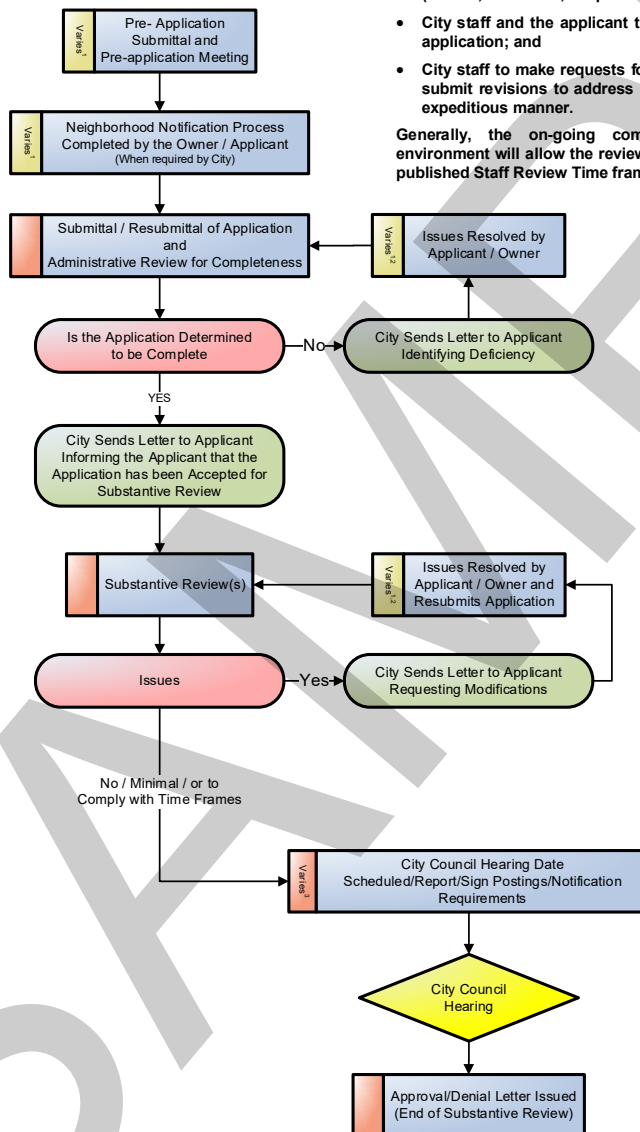 Pre- Application
Submittal and
Pre-application Meeting
Varies¹
City staff and the applicant
application; and
City staff to make requests
submit revisions to address
expeditious manner.
Generally, the on-going
environment will allow the review
published Staff Review Time
Neighborhood Notification Process
Completed by the Owner / Applicant
(When required by City)
Varies¹
Submittal / Resubmittal of Application
and
Administrative Review for Completeness
Issues Resolved by
Applicant / Owner
Varies¹,²
Is the Application Determined
to be Complete
No
City Sends Letter to Applicant
Identifying Deficiency
YES
City Sends Letter to Applicant
Informing the Applicant that the
Application has been Accepted for
Substantive Review
Substantive Review(s)
Issues Resolved by
Applicant / Owner and
Resubmits Application
Varies¹,²
Issues
Yes
City Sends Letter to Applicant
Requesting Modifications
No / Minimal / or to
Comply with Time Frames
City Council Hearing Date
Scheduled/Report/Sign Postings/Notification
Requirements
Varies³
City Council
Hearing
Approval/Denial Letter Issued
(End of Substantive Review)